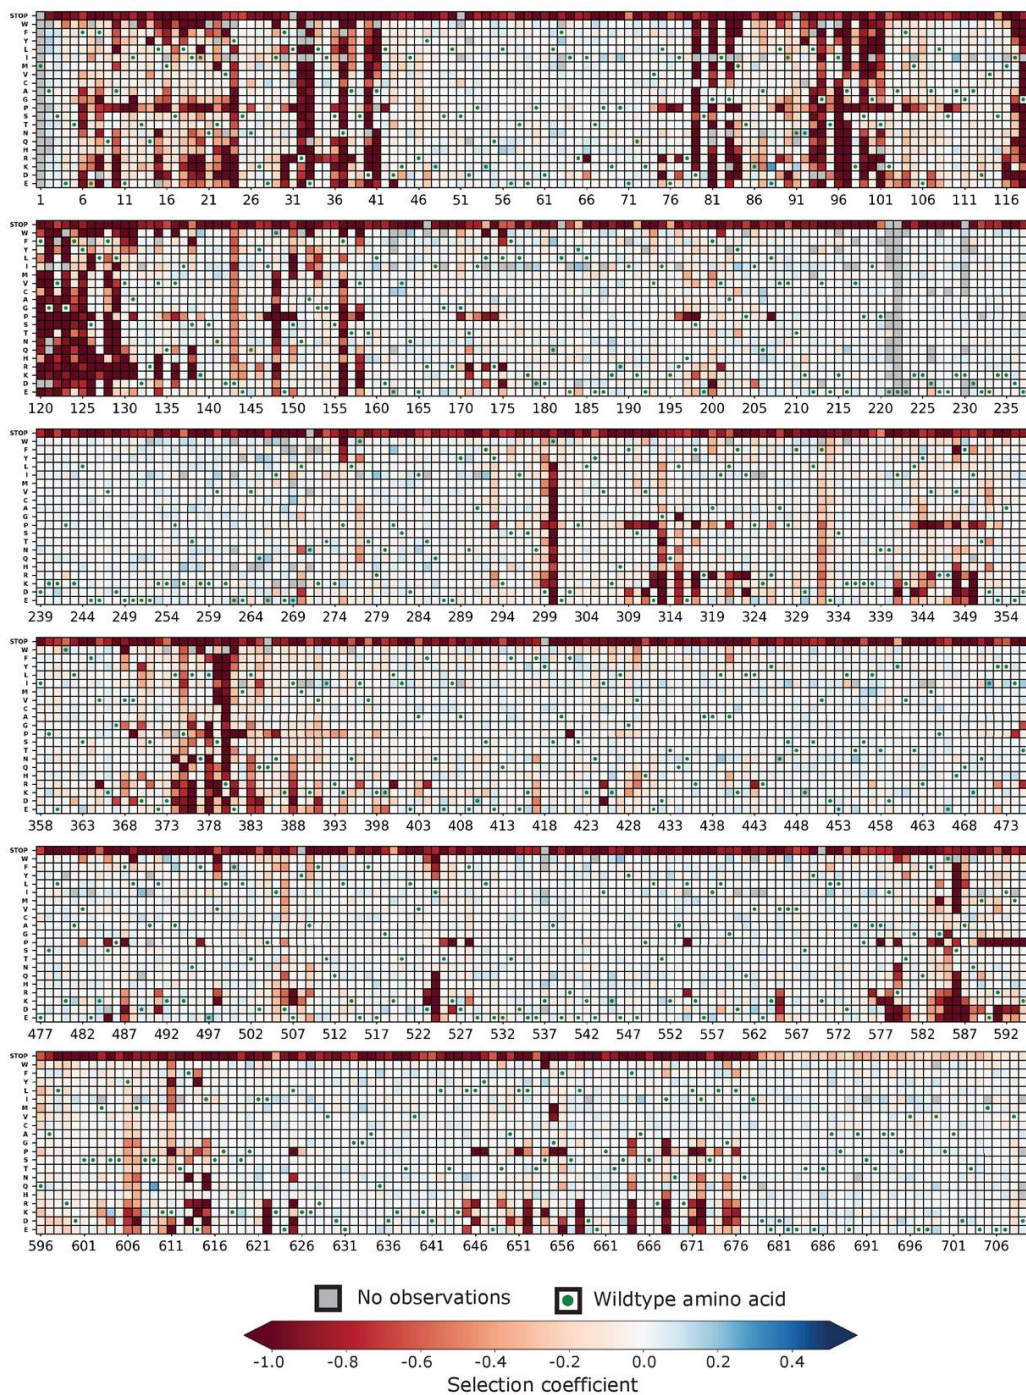 STOP
W
F
Y
L
I
M
V
C
A
G
P
S
T
N
Q
H
R
K
D
E
1 6 11 16 21 26 31 36 41 46 51 56 61 66 71 76 81 86 91 96 101 106 111 116
STOP
W
F
Y
L
I
M
V
C
A
G
P
S
T
N
Q
H
R
K
D
E
120 125 130 135 140 145 150 155 160 165 170 175 180 185 190 195 200 205 210 215 220 225 230 235
STOP
W
F
Y
L
I
M
V
C
A
G
P
S
T
N
Q
H
R
K
D
E
239 244 249 254 259 264 269 274 279 284 289 294 299 304 309 314 319 324 329 334 339 344 349 354
STOP
W
F
Y
L
I
M
V
C
A
G
P
S
T
N
Q
H
R
K
D
E
358 363 368 373 378 383 388 393 398 403 408 413 418 423 428 433 438 443 448 453 458 463 468 473
STOP
W
F
Y
L
I
M
V
C
A
G
P
S
T
N
Q
H
R
K
D
E
477 482 487 492 497 502 507 512 517 522 527 532 537 542 547 552 557 562 567 572 577 582 587 592
STOP
W
F
Y
L
I
M
V
C
A
G
P
S
T
N
Q
H
R
K
D
E
596 601 606 611 616 621 626 631 636 641 646 651 656 661 666 671 676 681 686 691 696 701 706
No observations Wildtype amino acid
-1.0 -0.8 -0.6 -0.4 -0.2 0.0 0.2 0.4
Selection coefficient